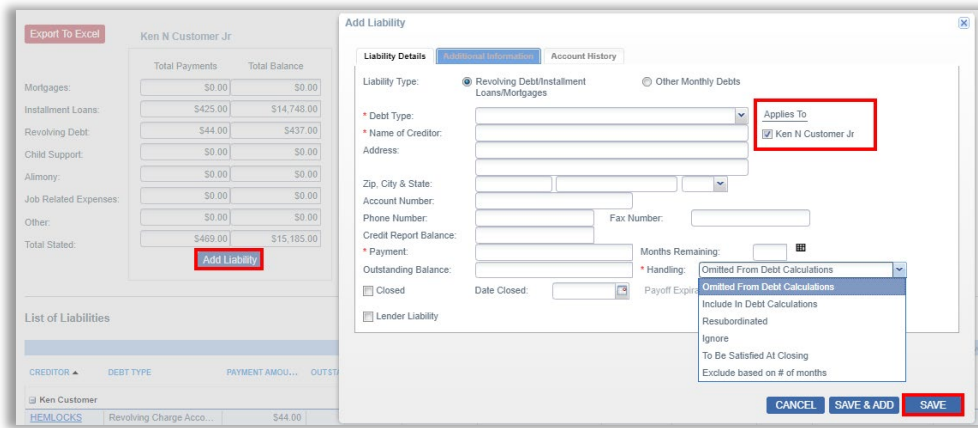 Export To Excel
Ken N Customer Jr
Total Payments Total Balance
Mortgages: $0.00 $0.00
Installment Loans: $425.00 $14,748.00
Revolving Debt: $44.00 $437.00
Child Support: $0.00 $0.00
Alimony: $0.00 $0.00
Job Related Expenses: $0.00 $0.00
Other: $0.00 $0.00
Total Stated: $469.00 $15,185.00
Add Liability
List of Liabilities
CREDITOR DEBT TYPE PAYMENT AMOU...
Ken Customer
HEMLOCKS Revolving Charge Acco... $44.00
Add Liability
Liability Details Additional Information Account History
Liability Type: Revolving Debt/Installment Loans/Mortgages Other Monthly Debts
* Debt Type: Applies To
* Name of Creditor: Ken N Customer Jr
Address:
Zip, City & State:
Account Number:
Phone Number: Fax Number:
Credit Report Balance:
* Payment: Months Remaining:
Outstanding Balance: * Handling: Omitted From Debt Calculations
Closed Date Closed: Payoff
Omitted From Debt Calculations
Include In Debt Calculations
Lender Liability
Resubordinated
Ignore
To Be Satisfied At Closing
Exclude based on # of months
CANCEL SAVE & ADD SAVE